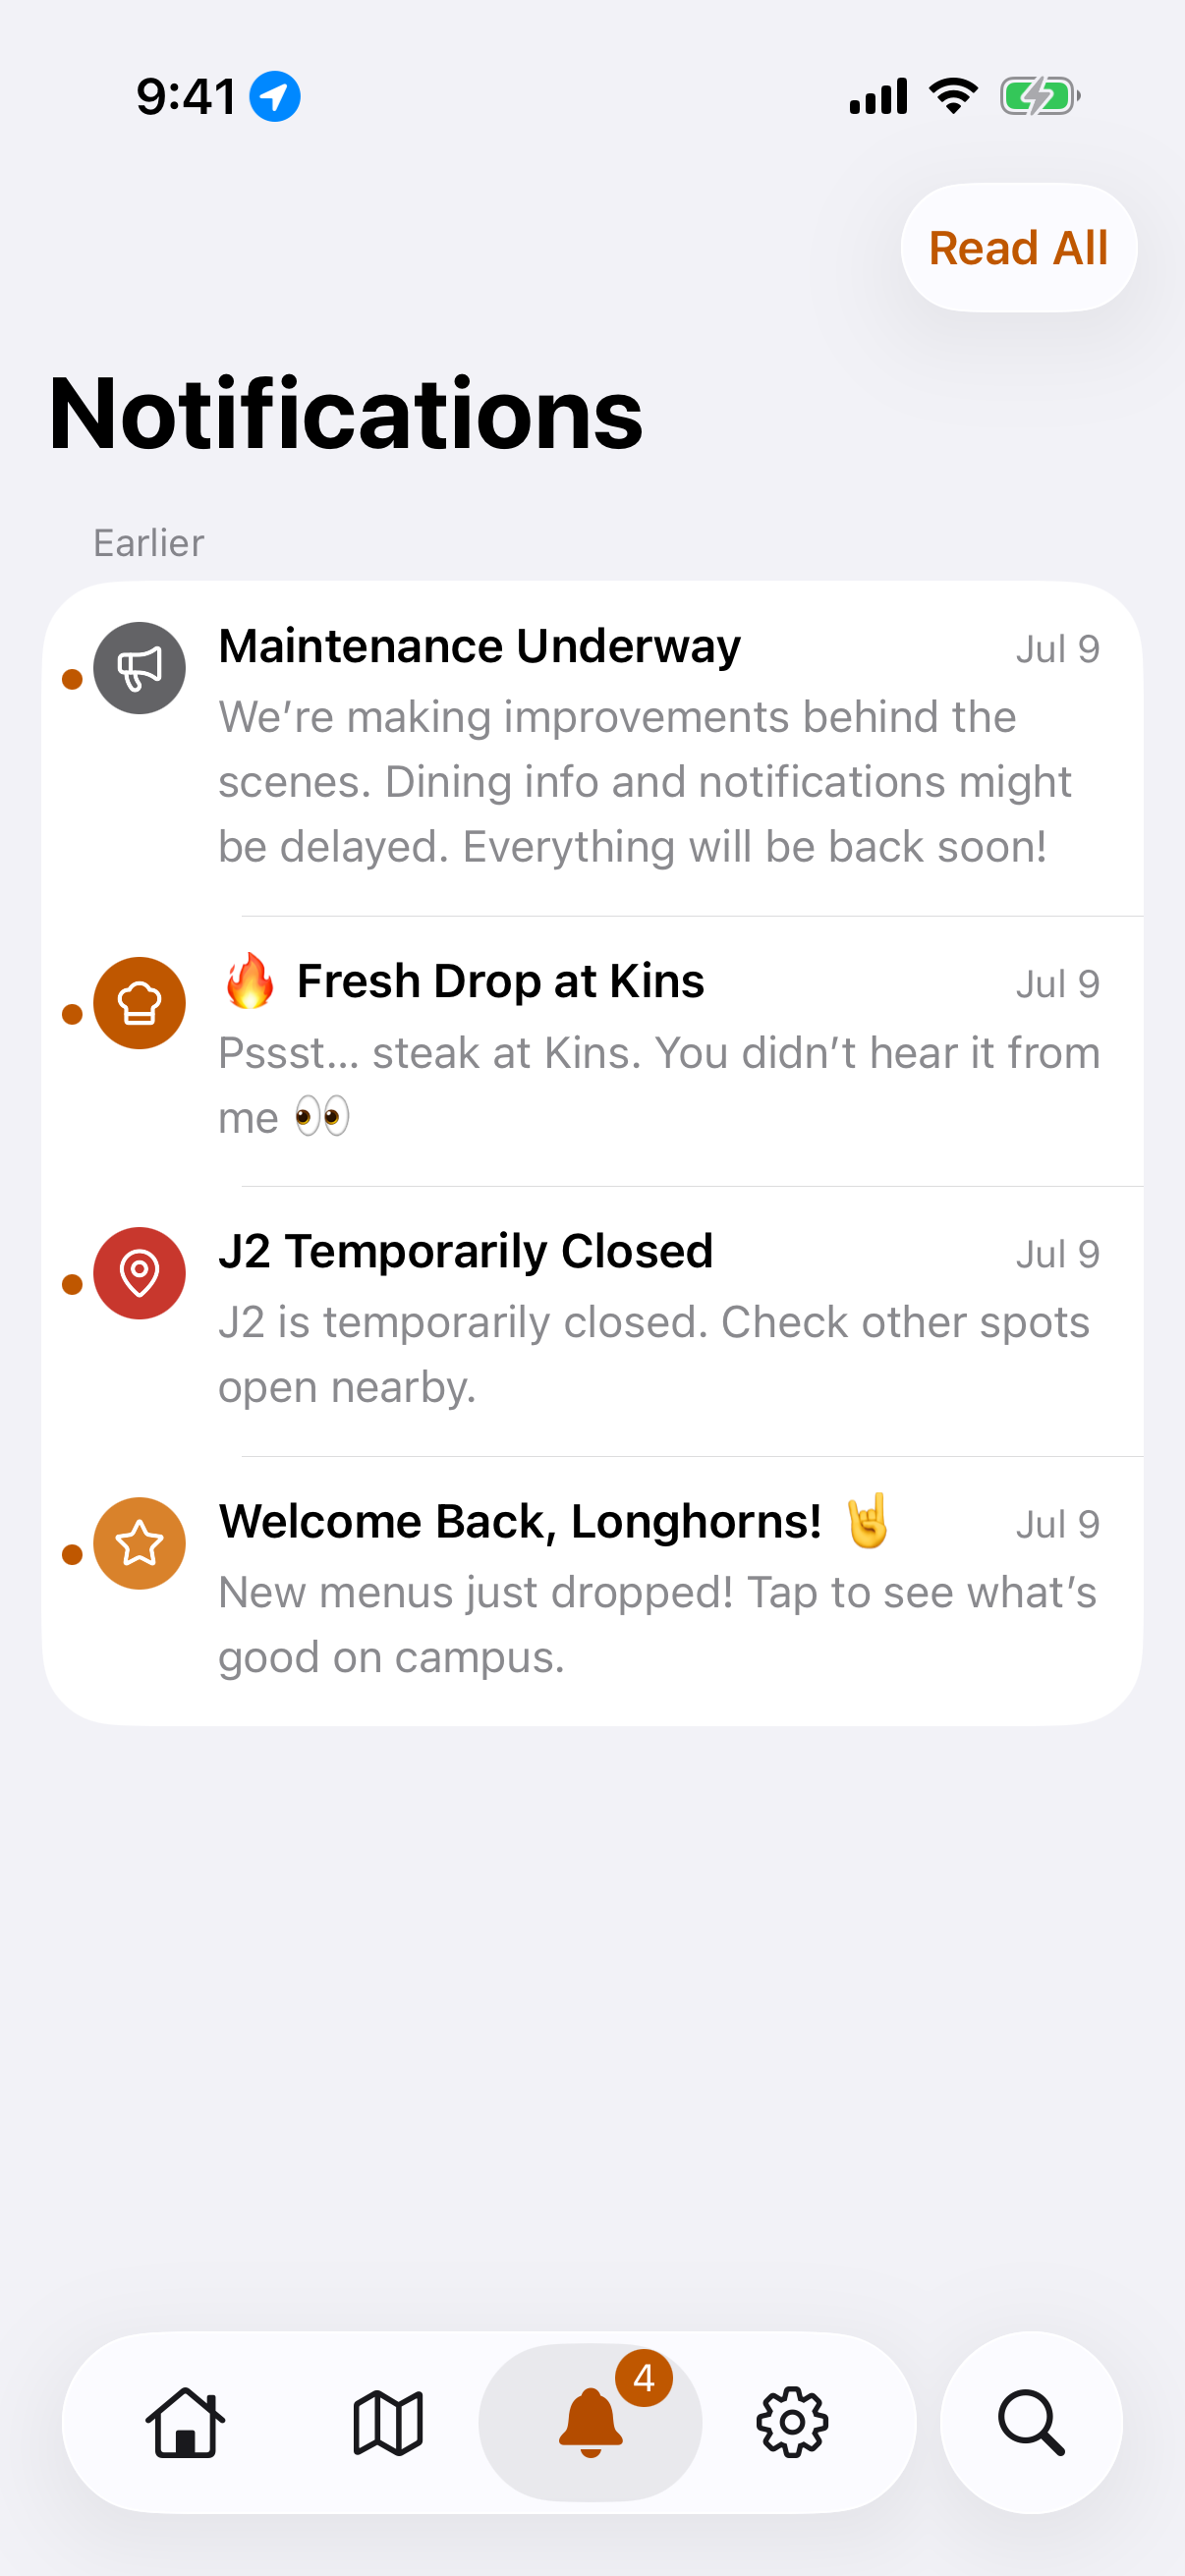 9:41
Read All
Notifications
Earlier
Maintenance Underway Jul 9
We’re making improvements behind the
scenes. Dining info and notifications might
be delayed. Everything will be back soon!
🔥 Fresh Drop at Kins Jul 9
Pssst... steak at Kins. You didn’t hear it from
me 👀
J2 Temporarily Closed Jul 9
J2 is temporarily closed. Check other spots
open nearby.
Welcome Back, Longhorns! 🤘 Jul 9
New menus just dropped! Tap to see what’s
good on campus.
4